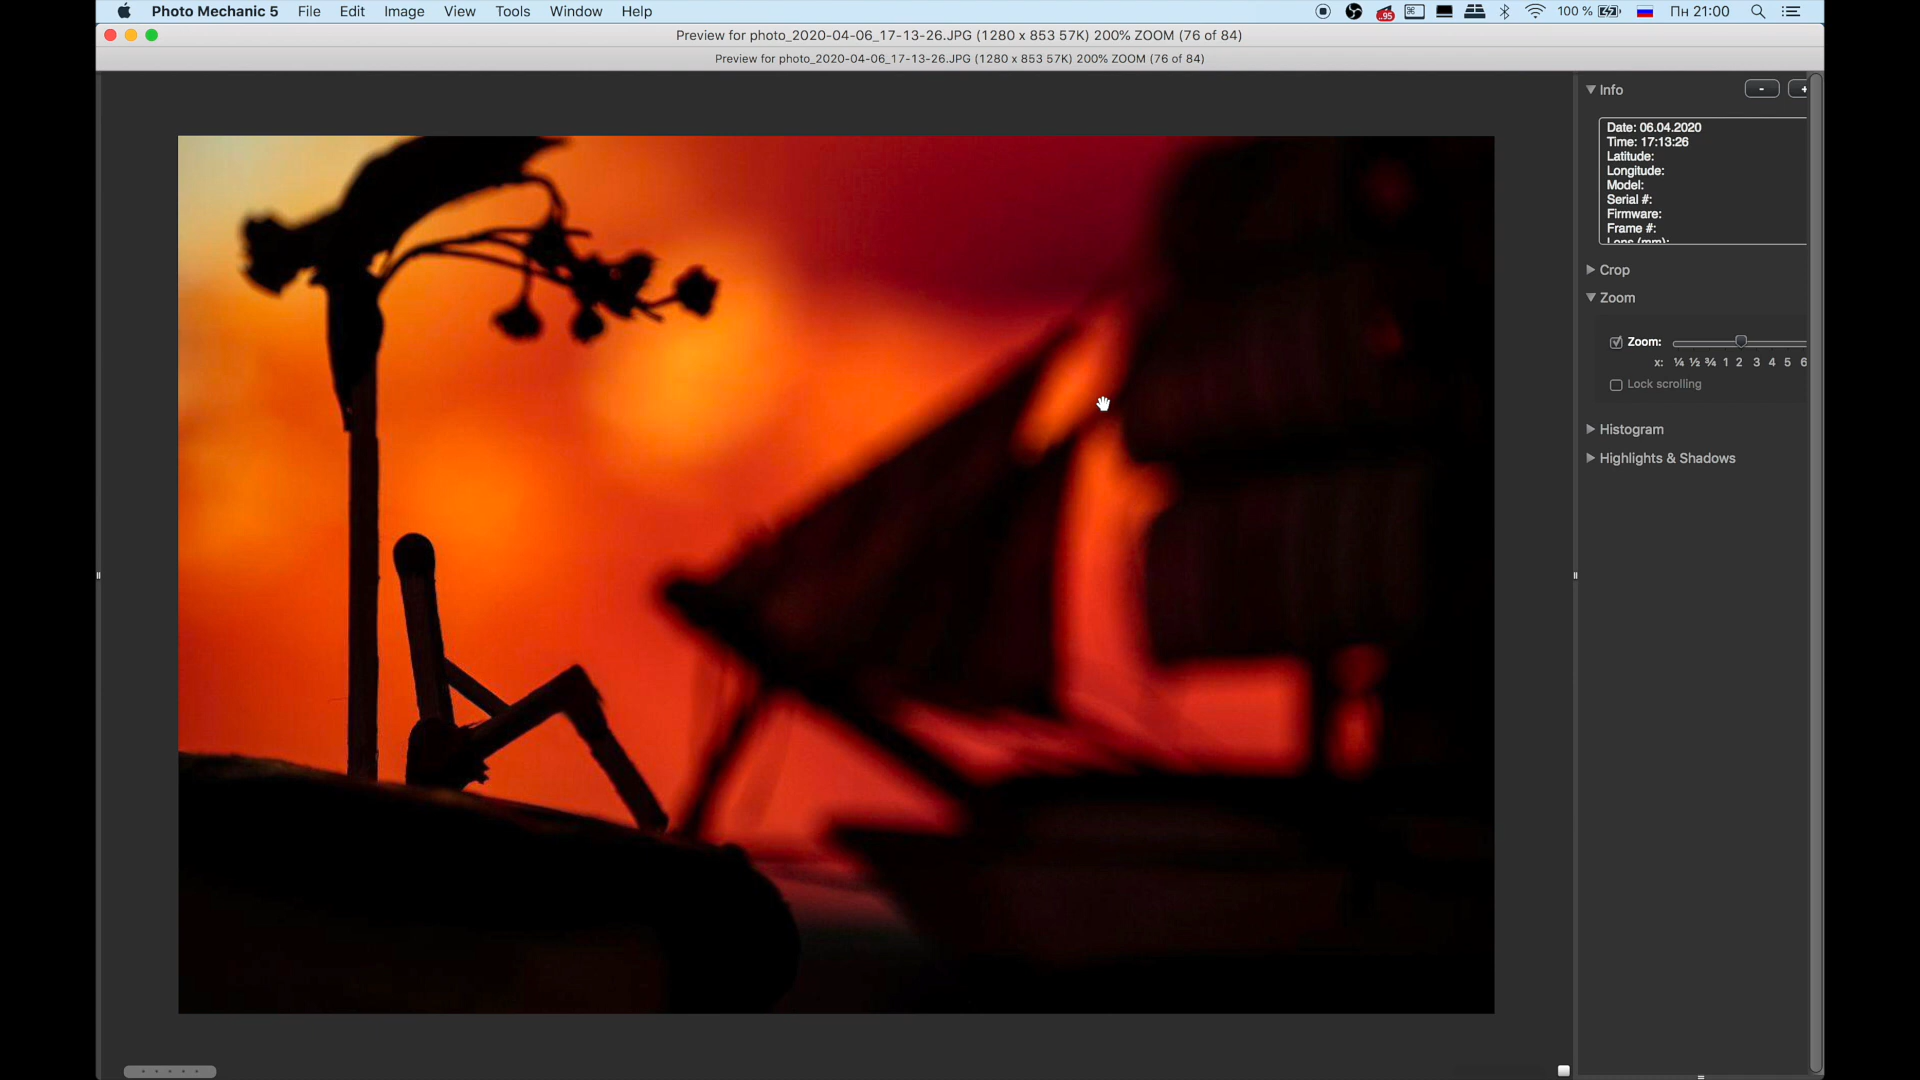 Photo Mechanic 5 File Edit Image View Tools Window Help ..95 100 % Пн 21:00
Preview for photo_2020-04-06_17-13-26.JPG (1280 x 853 57K) 200% ZOOM (76 of 84)
Preview for photo_2020-04-06_17-13-26.JPG (1280 x 853 57K) 200% ZOOM (76 of 84)
Info - +
Date: 06.04.2020
Time: 17:13:26
Latitude:
Longitude:
Model:
Serial #:
Firmware:
Frame #:
Lens (mm):
Crop
Zoom
Zoom:
x: ¼ ½ ¾ 1 2 3 4 5 6
Lock scrolling
Histogram
Highlights & Shadows